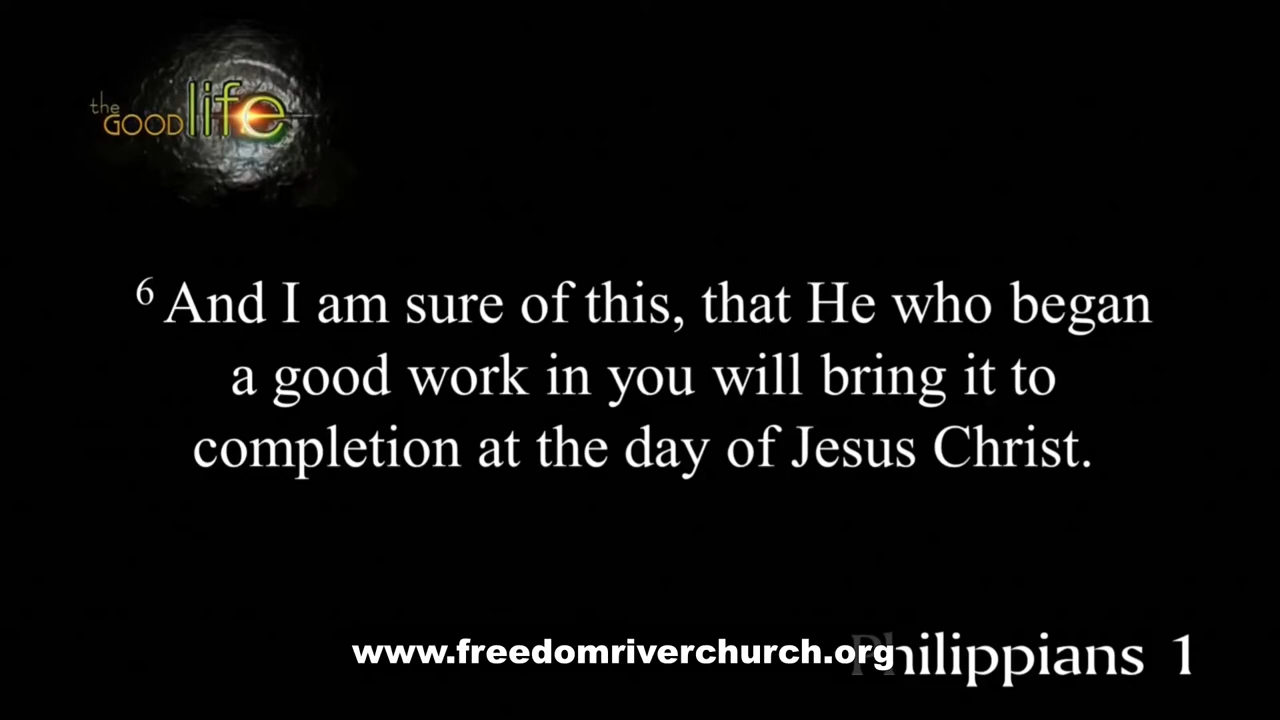 the
GOOD life
6 And I am sure of this, that He who began
a good work in you will bring it to
completion at the day of Jesus Christ.
www.freedomriverchurch.org
Philippians 1